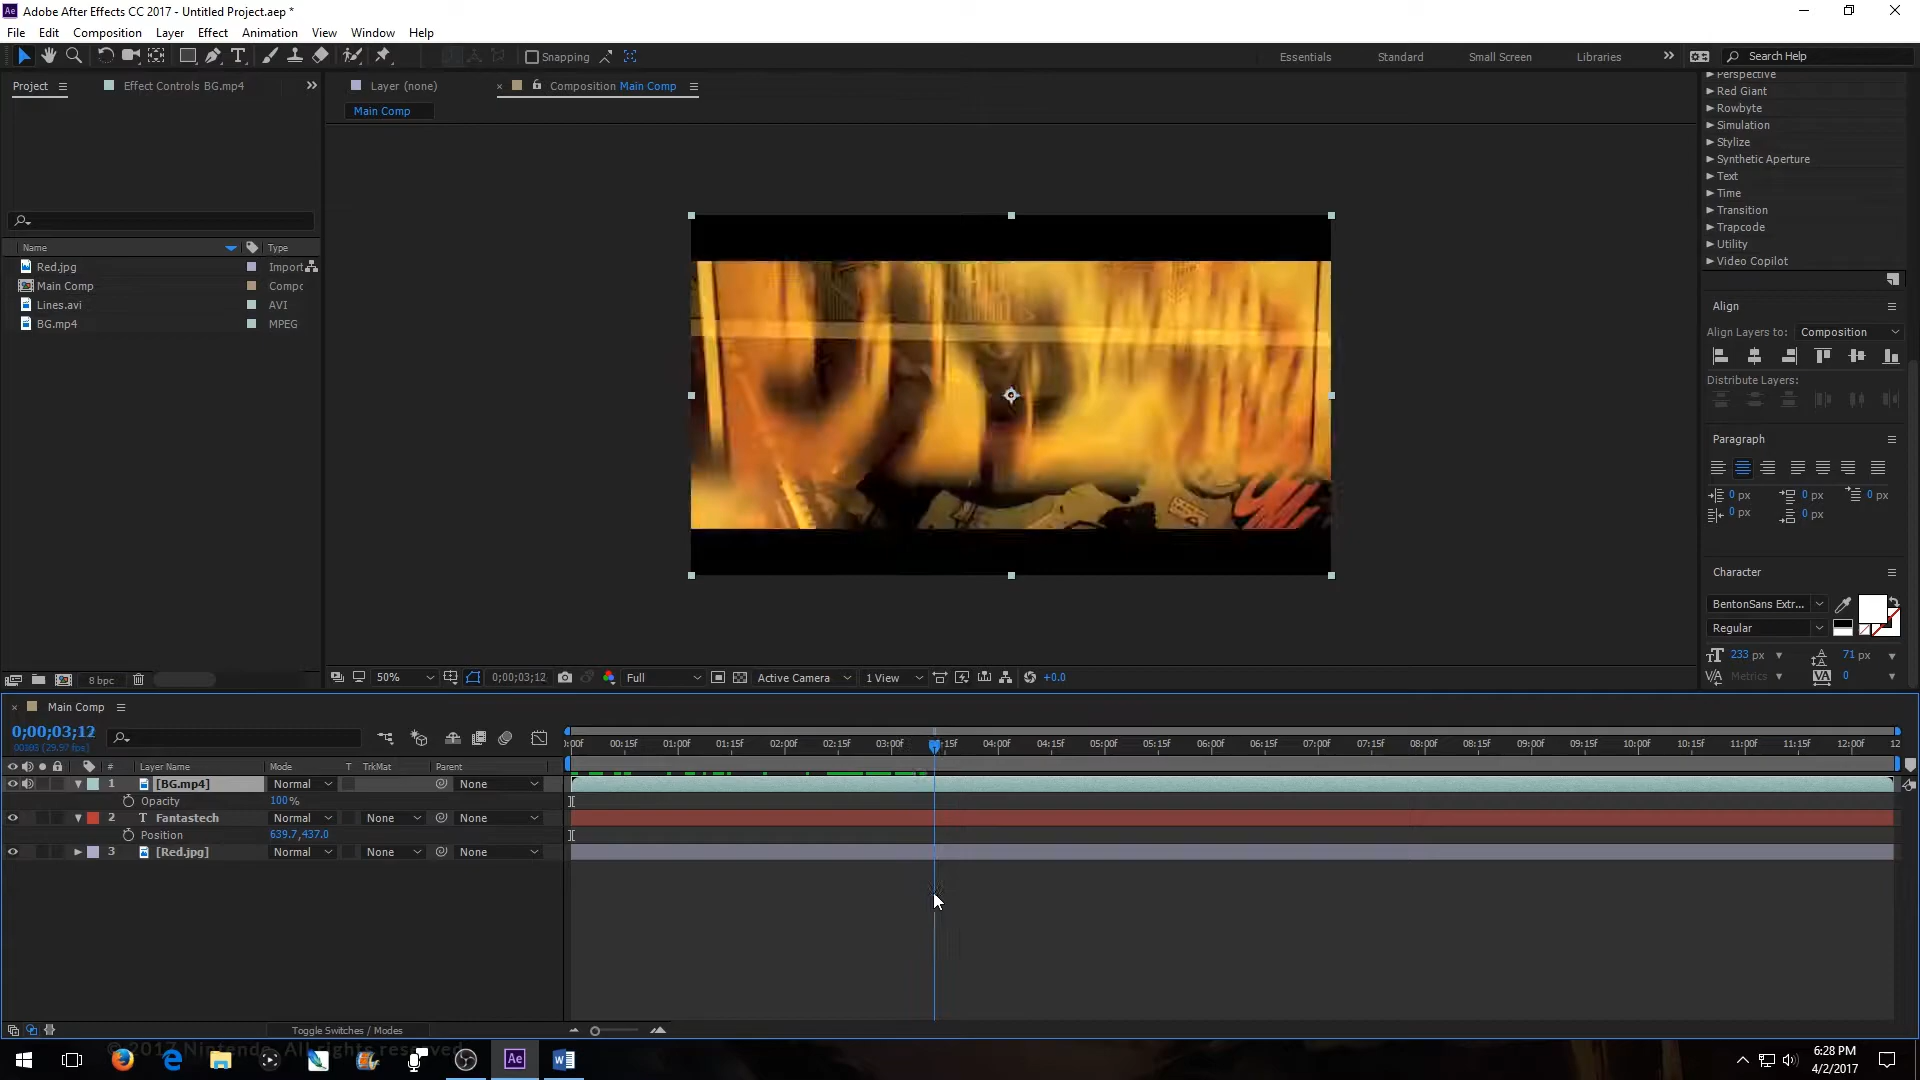 Adobe After Effects CC 2017 - Untitled Project.aep *
File Edit Composition Layer Effect Animation View Window Help
Snapping
Essentials Standard Small Screen Libraries
Search Help
Project
Effect Controls BG.mp4
Layer (none)
Composition Main Comp
Main Comp
Name Type
Red.jpg Import
Main Comp Compc
Lines.avi AVI
BG.mp4 MPEG
8 bpc
50%
0;00;03;12
Full
Active Camera
1 View
+0.0
Perspective
Red Giant
Rowbyte
Simulation
Stylize
Synthetic Aperture
Text
Time
Transition
Trapcode
Utility
Video Copilot
Align
Align Layers to: Composition
Distribute Layers:
Paragraph
0 px 0 px 0 px
0 px 0 px
Character
BentonSans Extr...
Regular
233 px 71 px
Metrics 0
Main Comp
0;00;03;12
:00f 00:15f 01:00f 01:15f 02:00f 02:15f 03:00f :15f 04:00f 04:15f 05:00f 05:15f 06:00f 06:15f 07:00f 07:15f 08:00f 08:15f 09:00f 09:15f 10:00f 10:15f 11:00f 11:15f 12:00f 12
# Layer Name Mode T TrkMat Parent
1 [BG.mp4] Normal None
Opacity 100%
2 T Fantastech Normal None None
Position 639.7,437.0
3 [Red.jpg] Normal None None
Toggle Switches / Modes
© 2017 Nintendo. All rights reserved.
6:28 PM
4/2/2017